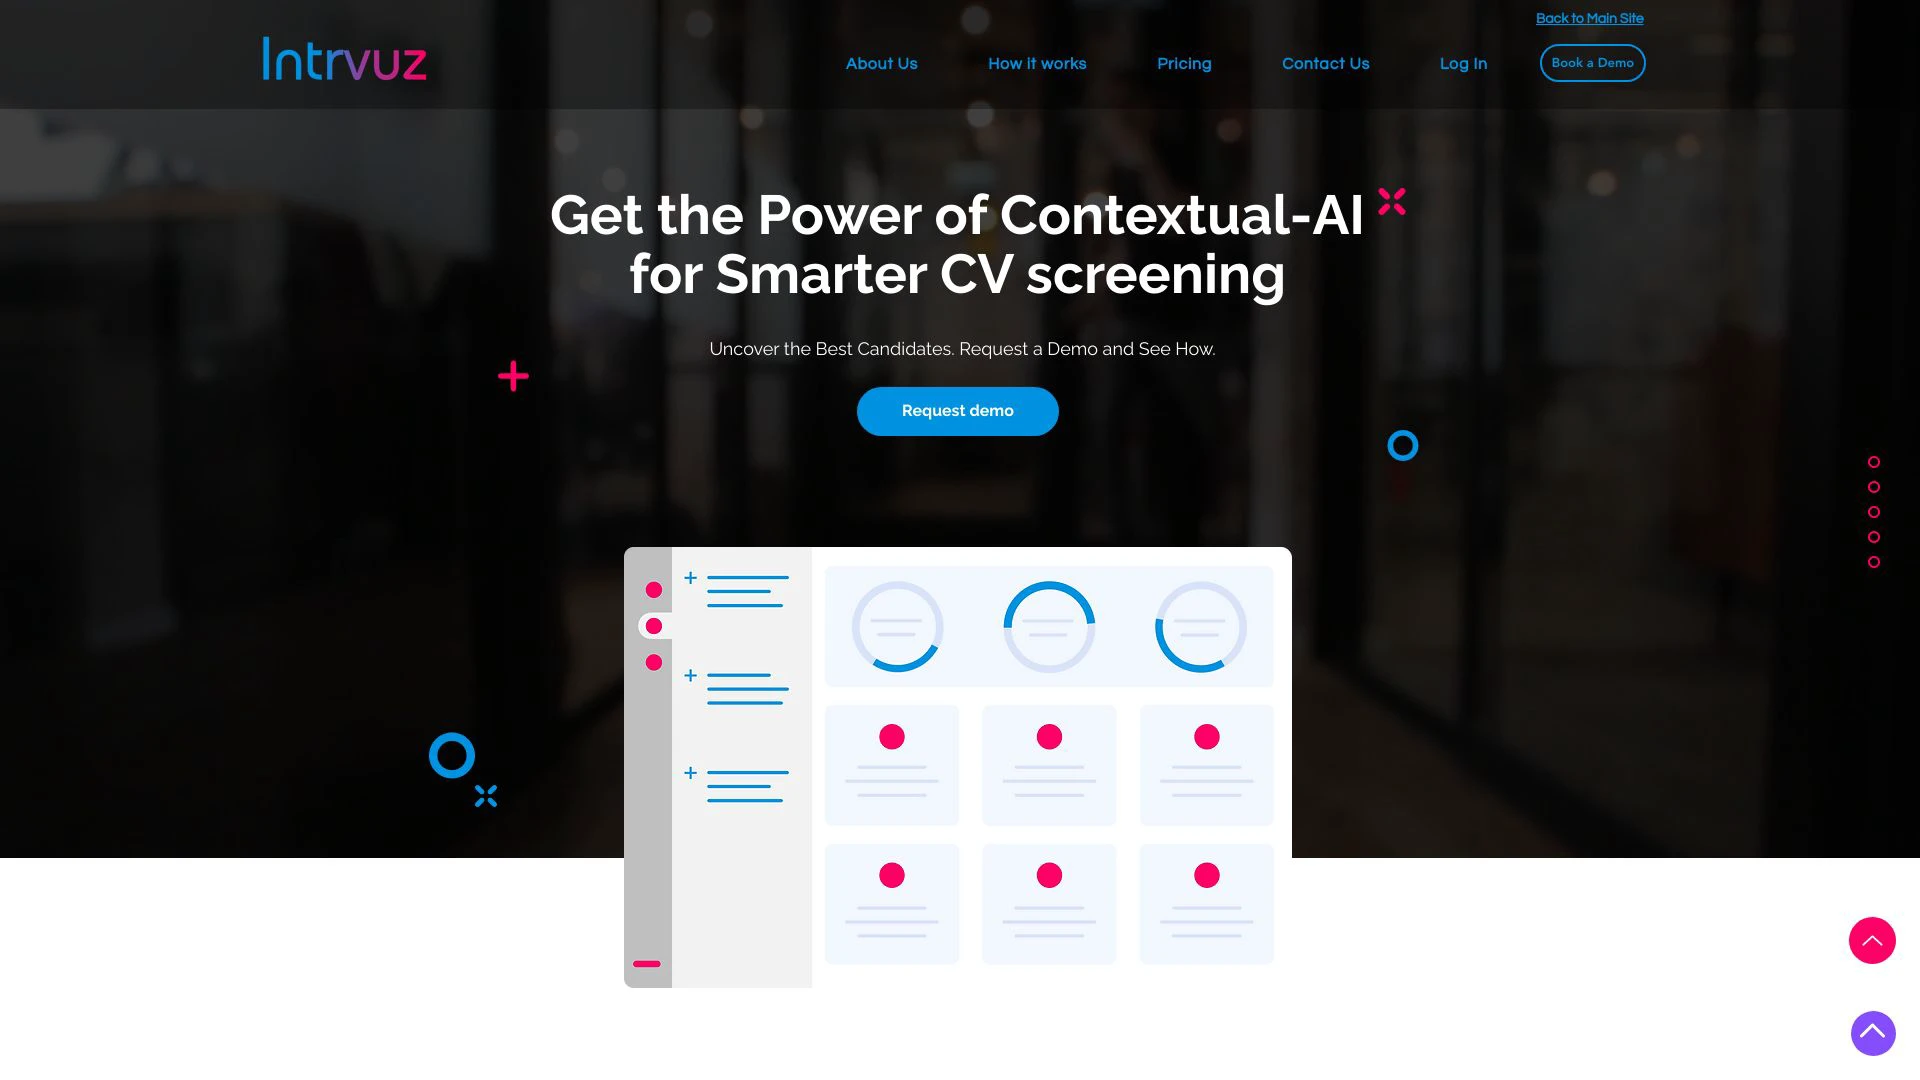 Back to Main Site
Intrvuz
About Us
How it works
Pricing
Contact Us
Log In
Book a Demo
Get the Power of Contextual-AI
for Smarter CV screening
Uncover the Best Candidates. Request a Demo and See How.
Request demo